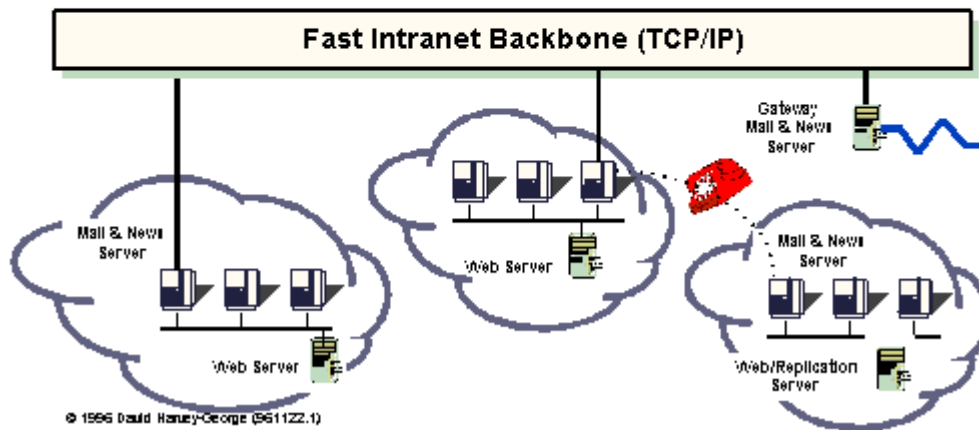 Fast Intranet Backbone (TCP/IP)
Gateway
Mail & News
Server
Mail & News
Server
Web Server
Mail & News
Server
Web Server
Web/Replication
Server
© 1996 David Harvey-George (961122.1)